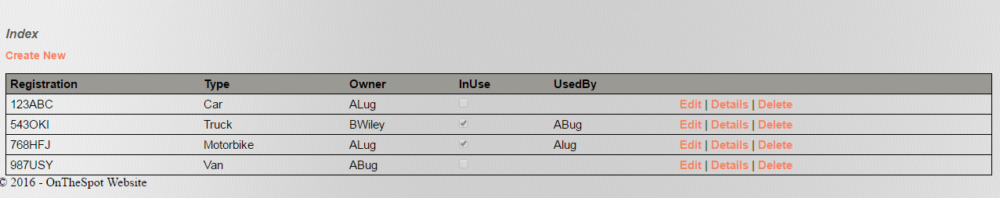 Index
Create New
Registration Type Owner InUse UsedBy
123ABC Car ALug Edit | Details | Delete
543OKI Truck BWiley ABug Edit | Details | Delete
768HFJ Motorbike ALug Alug Edit | Details | Delete
987USY Van ABug Edit | Details | Delete
© 2016 - OnTheSpot Website